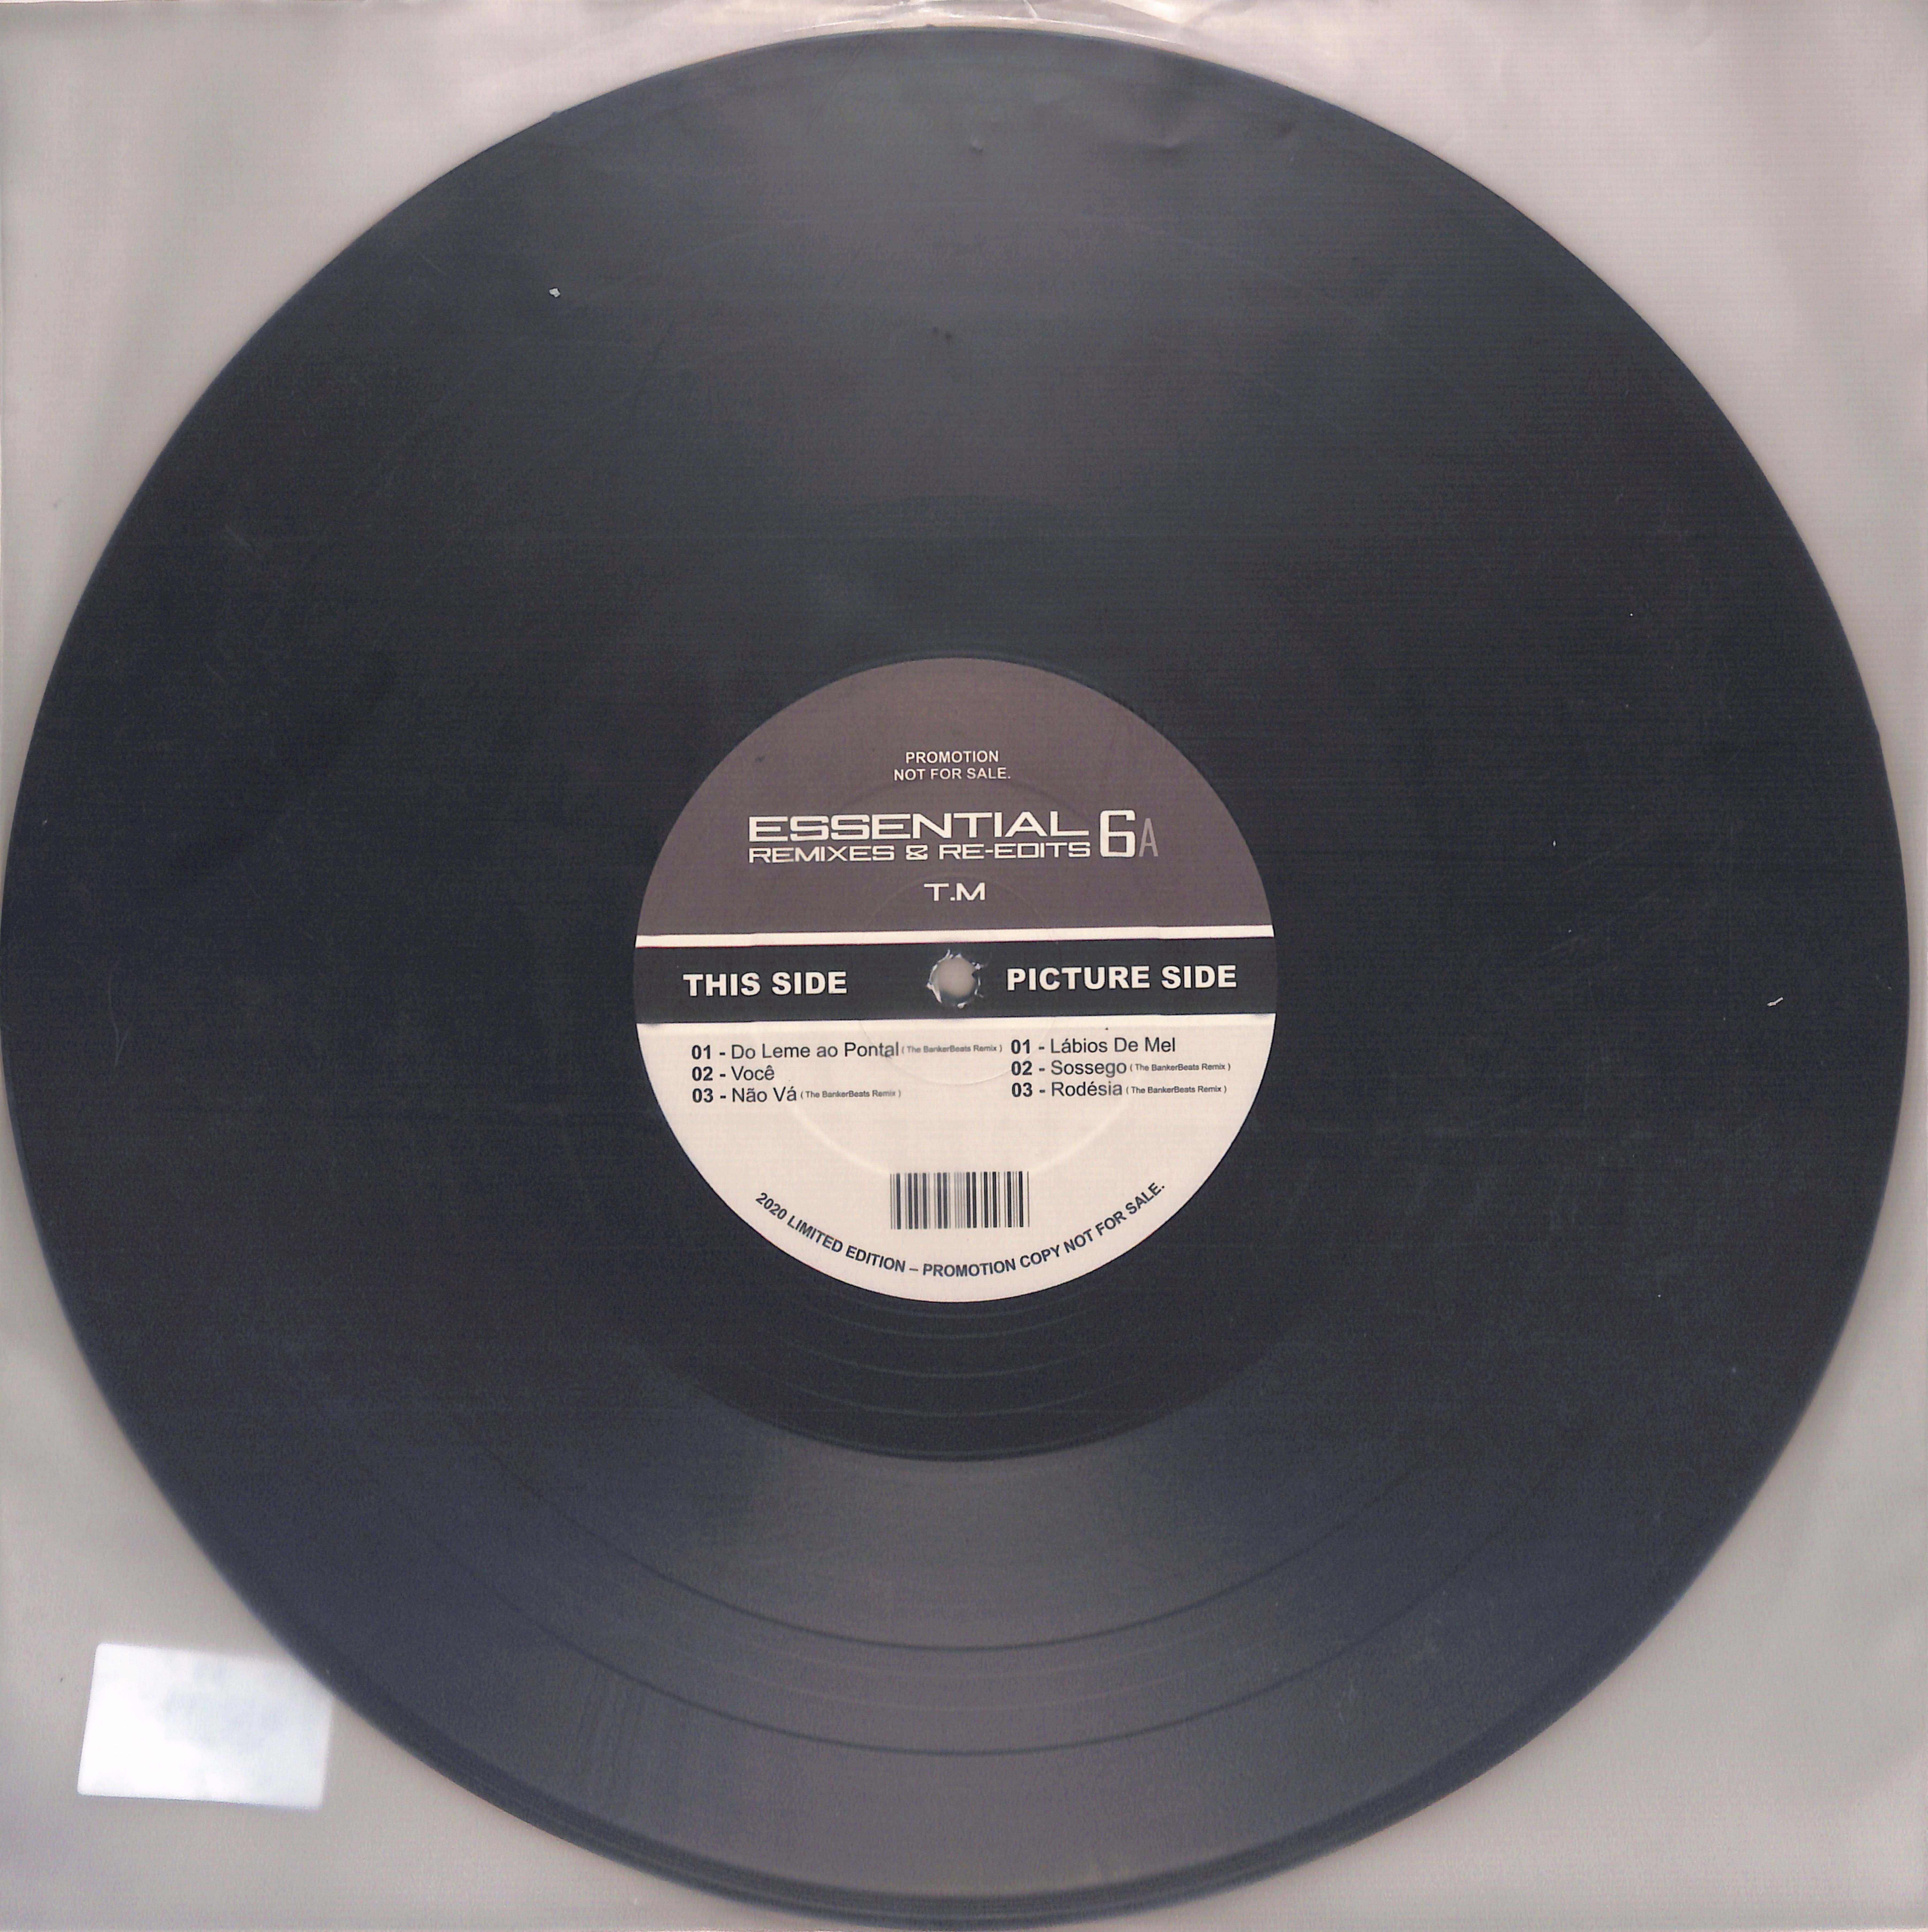 PROMOTION
NOT FOR SALE.
ESSENTIAL 6A
REMIXES & RE-EDITS
T.M
THIS SIDE
01 - Do Leme ao Pontal ( The BankerBeats Remix )
02 - Você
03 - Não Vá ( The BankerBeats Remix )
PICTURE SIDE
01 - Lábios De Mel
02 - Sossego ( The BankerBeats Remix )
03 - Rodésia ( The BankerBeats Remix )
2020 LIMITED EDITION – PROMOTION COPY NOT FOR SALE.